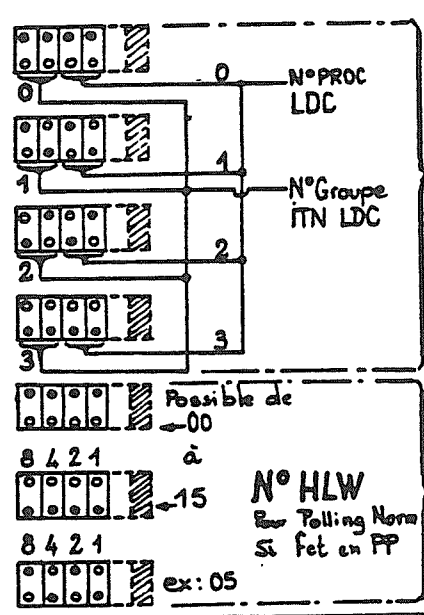 0 0 N° PROC
LDC
1 1 N° Groupe
ITN LDC
2 2
3 3
Possible de
00
8 4 2 1 à
15 N° HLW
Pour Polling Norm
Si Fet en PP
8 4 2 1
ex: 05